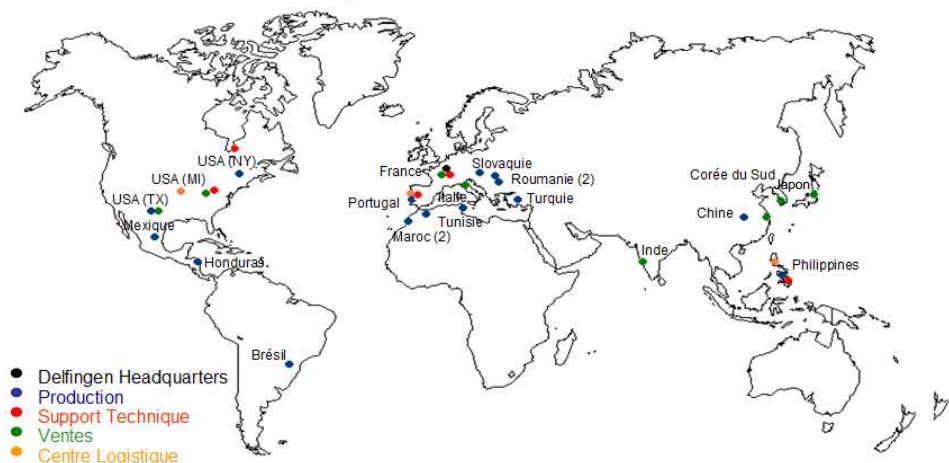 USA (NY)
USA (MI)
USA (TX)
Mexique
Honduras
Brésil
France
Slovaquie
Roumanie (2)
Portugal
Italie
Turquie
Tunisie
Maroc (2)
Corée du Sud
Japon
Chine
Inde
Philippines
Delfingen Headquarters
Production
Support Technique
Ventes
Centre Logistique